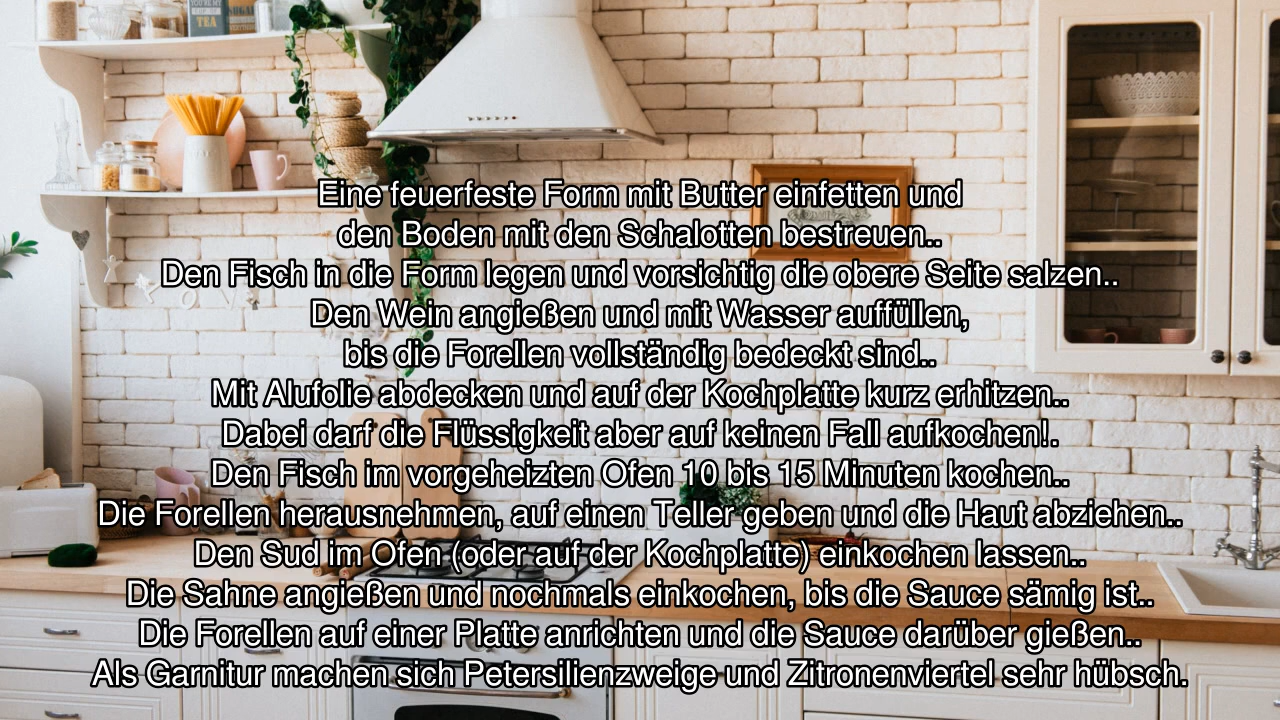 Eine feuerfeste Form mit Butter einfetten und
den Boden mit den Schalotten bestreuen..
Den Fisch in die Form legen und vorsichtig die obere Seite salzen..
Den Wein angießen und mit Wasser auffüllen,
bis die Forellen vollständig bedeckt sind..
Mit Alufolie abdecken und auf der Kochplatte kurz erhitzen..
Dabei darf die Flüssigkeit aber auf keinen Fall aufkochen!.
Den Fisch im vorgeheizten Ofen 10 bis 15 Minuten kochen..
Die Forellen herausnehmen, auf einen Teller geben und die Haut abziehen..
Den Sud im Ofen (oder auf der Kochplatte) einkochen lassen..
Die Sahne angießen und nochmals einkochen, bis die Sauce sämig ist..
Die Forellen auf einer Platte anrichten und die Sauce darüber gießen..
Als Garnitur machen sich Petersilienzweige und Zitronenviertel sehr hübsch.